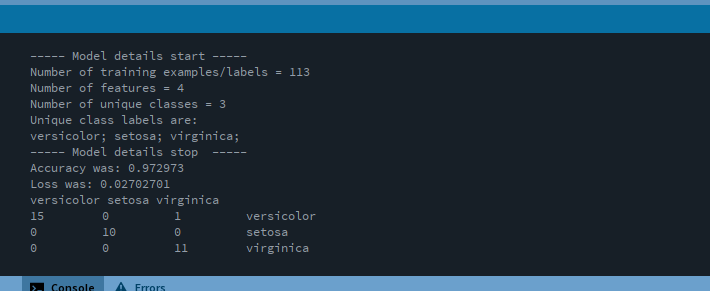 ----- Model details start -----
Number of training examples/labels = 113
Number of features = 4
Number of unique classes = 3
Unique class labels are:
versicolor; setosa; virginica;
----- Model details stop  -----
Accuracy was: 0.972973
Loss was: 0.02702701
versicolor setosa virginica
15 0 1 versicolor
0 10 0 setosa
0 0 11 virginica
Console Errors